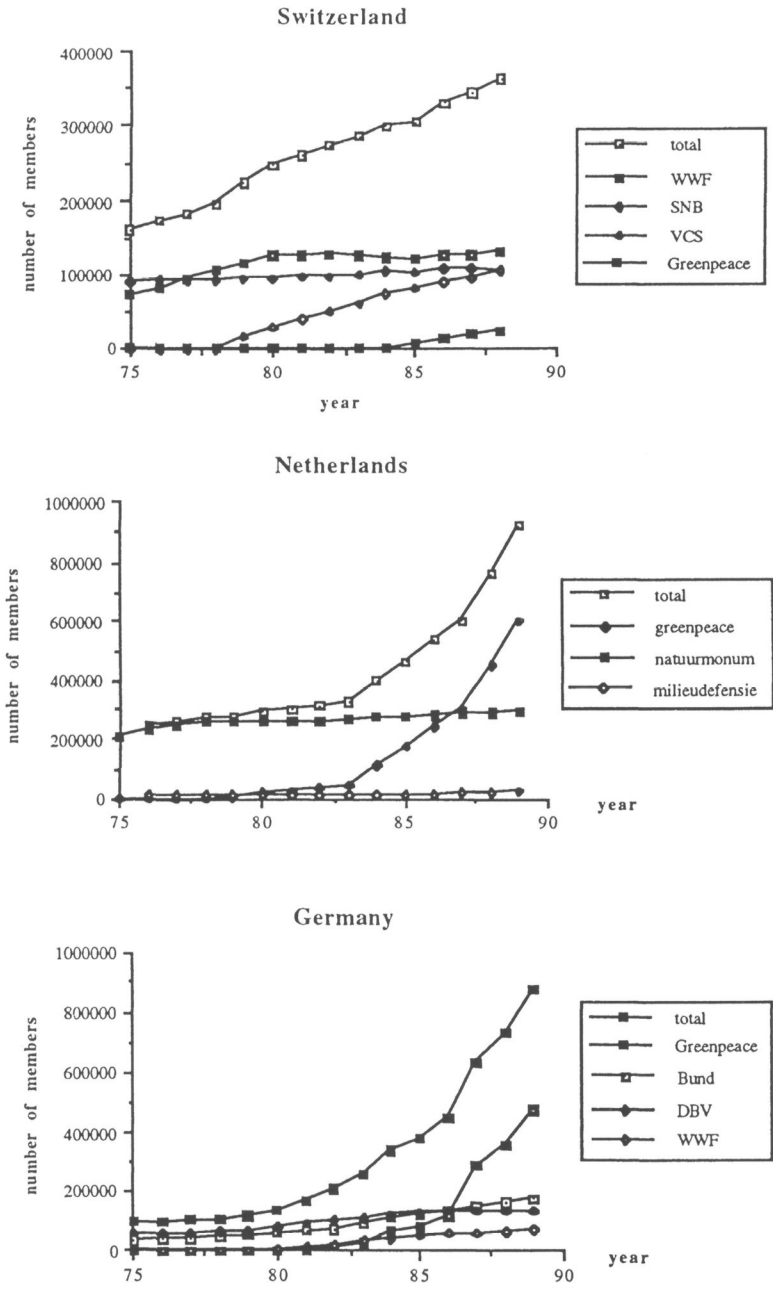 Switzerland
400000
300000
200000
100000
0
number of members
75 80 85 90
year
total
WWF
SNB
VCS
Greenpeace
Netherlands
1000000
800000
600000
400000
200000
0
number of members
75 80 85 90
year
total
greenpeace
natuurmonum
milieudefensie
Germany
1000000
800000
600000
400000
200000
0
number of members
75 80 85 90
year
total
Greenpeace
Bund
DBV
WWF